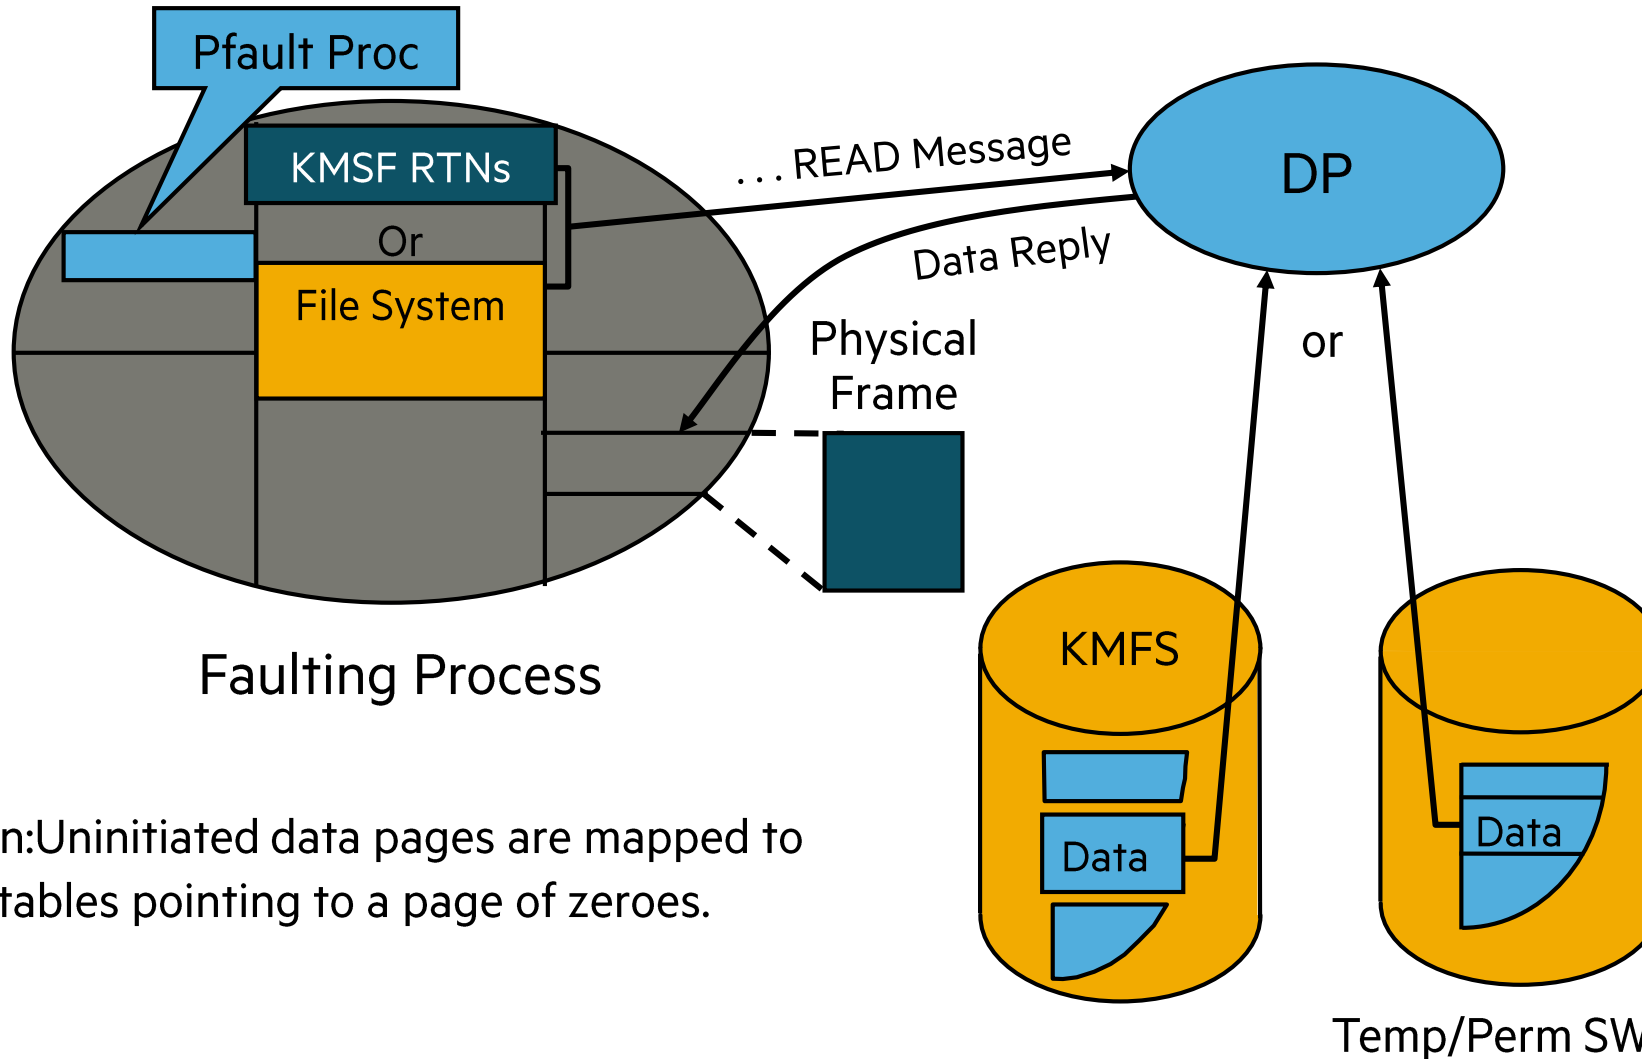 Pfault Proc
KMSF RTNs
Or
File System
. . . READ Message
Data Reply
DP
Physical
Frame
or
Faulting Process
KMFS
Data
Data
n:Uninitiated data pages are mapped to
tables pointing to a page of zeroes.
Temp/Perm SW